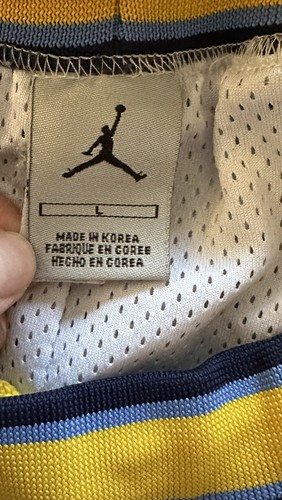 L
MADE IN KOREA
FABRIQUE EN COREE
HECHO EN COREA